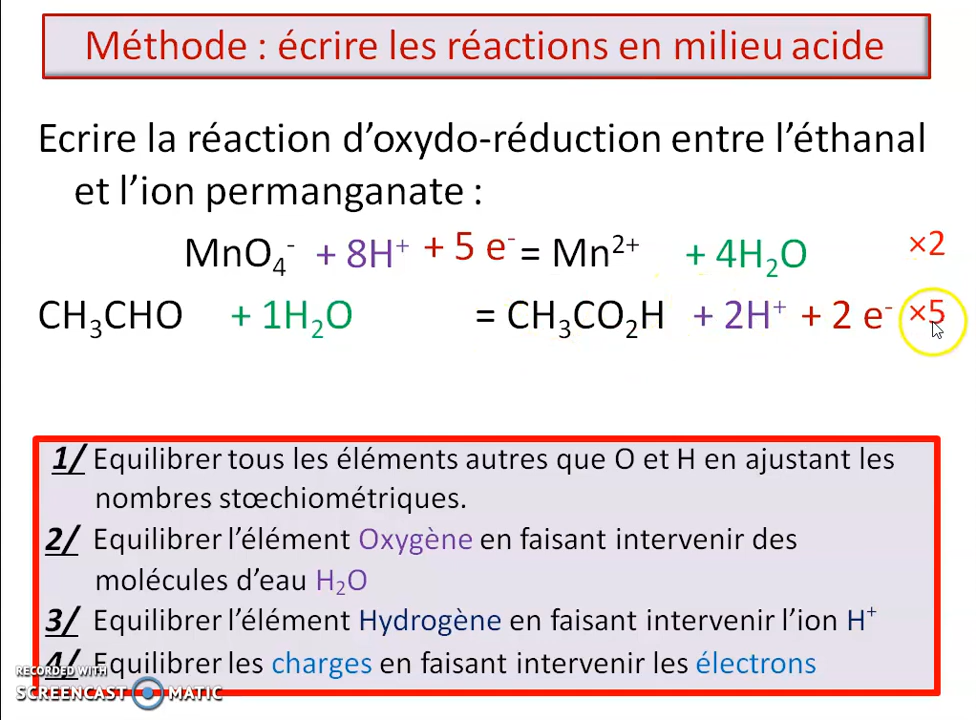 Méthode : écrire les réactions en milieu acide
Ecrire la réaction d’oxydo-réduction entre l’éthanal
et l’ion permanganate :
MnO₄⁻ + 8H⁺ + 5 e⁻ = Mn²⁺ + 4H₂O ×2
CH₃CHO + 1H₂O = CH₃CO₂H + 2H⁺ + 2 e⁻ ×5
1/ Equilibrer tous les éléments autres que O et H en ajustant les
nombres stœchiométriques.
2/ Equilibrer l’élément Oxygène en faisant intervenir des
molécules d’eau H₂O
3/ Equilibrer l’élément Hydrogène en faisant intervenir l’ion H⁺
4/ Equilibrer les charges en faisant intervenir les électrons
RECORDED WITH
SCREENCAST MATIC